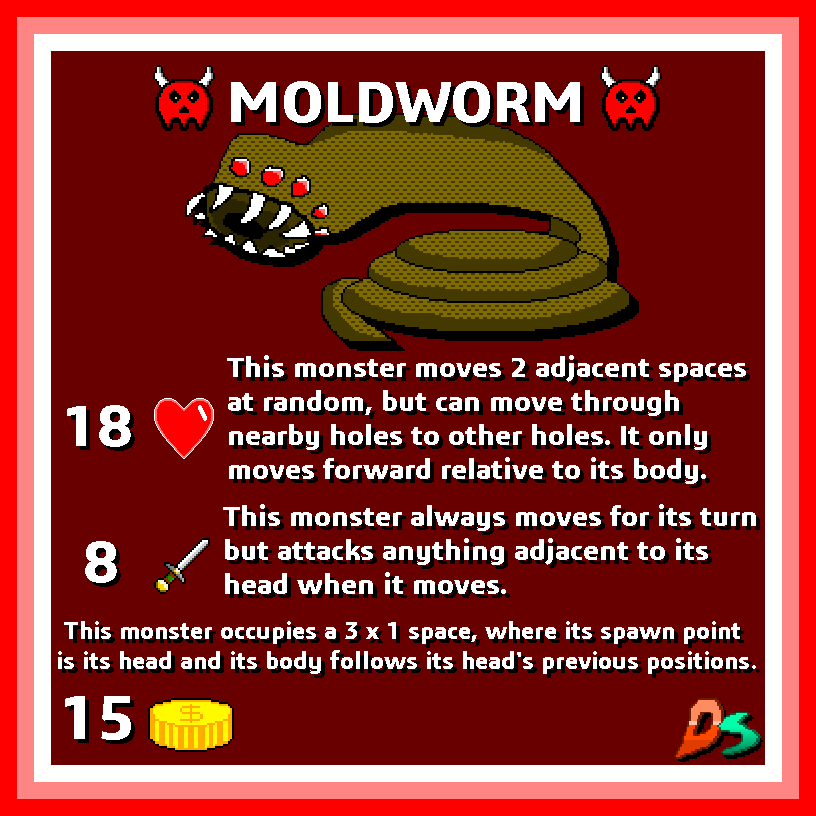 MOLDWORM
This monster moves 2 adjacent spaces
at random, but can move through
nearby holes to other holes. It only
moves forward relative to its body.
18
This monster always moves for its turn
but attacks anything adjacent to its
head when it moves.
8
This monster occupies a 3 x 1 space, where its spawn point
is its head and its body follows its head's previous positions.
15
$
DS